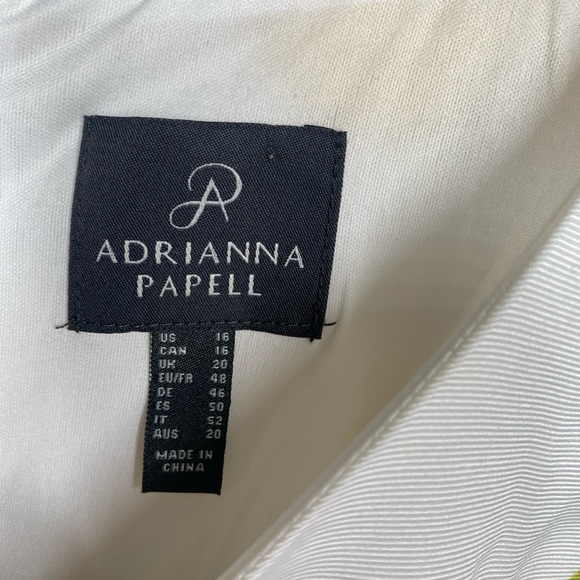 AP
ADRIANNA
PAPELL
US 16
CAN 16
UK 20
EU/FR 48
DE 46
ES 50
IT 52
AUS 20
MADE IN
CHINA